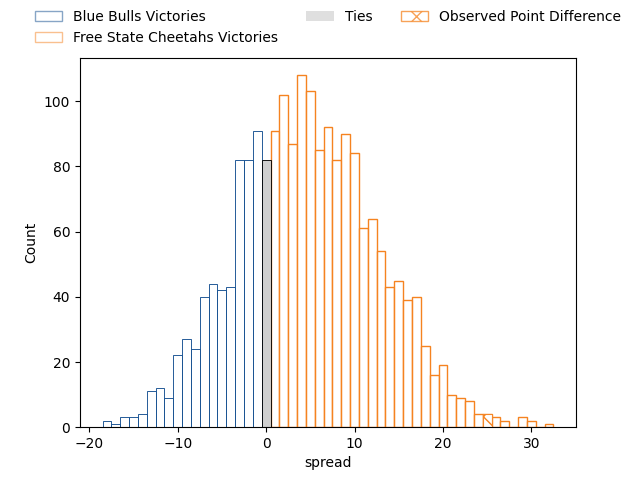 Blue Bulls Victories
Free State Cheetahs Victories
Ties
Observed Point Difference
100
80
60
40
20
0
Count
−20 −10 0 10 20 30
spread